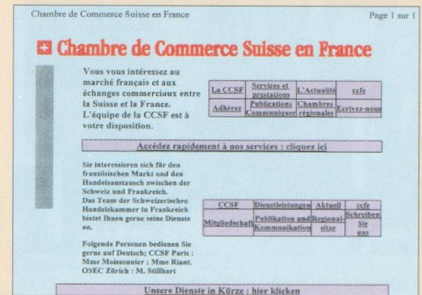 Chambre de Commerce Suisse en France Page 1 sur 1
Chambre de Commerce Suisse en France
Vous vous intéressez au
marché français et aux
échanges commerciaux entre
la Suisse et la France.
L'équipe de la CCSF est à
votre disposition.
La CCSF Services et prestations L'Actualité ccfs
Adhérez Publications Communiquer Chambres régionales Ecrivez-nous
Accédez rapidement à nos services : cliquez ici
Sie interessieren sich für den
französischen Markt und den
Handelsaustausch zwischen der
Schweiz und Frankreich.
Das Team der Schweizerischen
Handelskammer in Frankreich
bietet Ihnen gerne seine Dienste
an.
Folgende Personen bedienen Sie
gerne auf Deutsch; CCSF Paris :
Mme Moissonnier ; Mme Riant.
OSEC Zürich : M. Stillhart
CCSF Dienstleistungen Aktuell ccfr
Mitgliedschaft Publikation und Kommunikation Regional-sitze Schreiben Sie uns
Unsere Dienste in Kürze : hier klicken